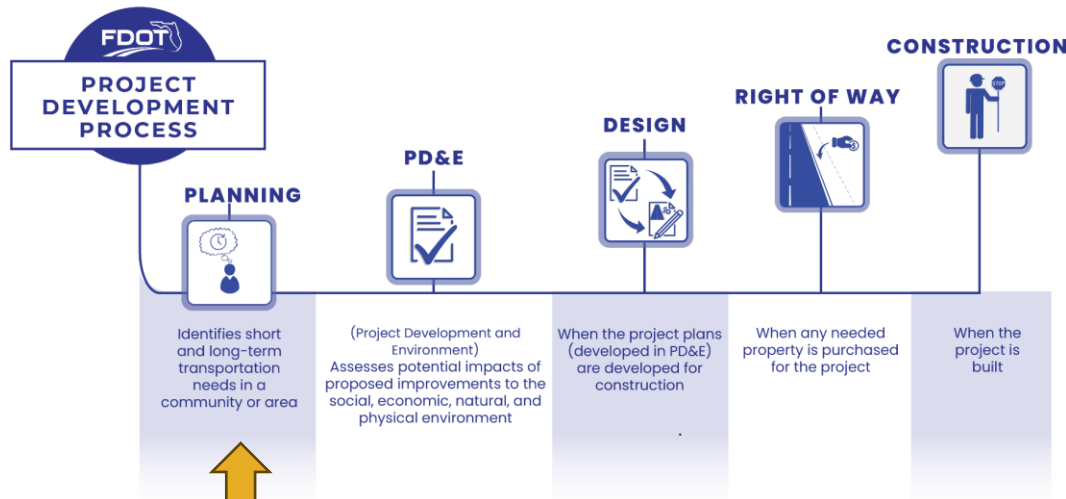 FDOT
PROJECT
DEVELOPMENT
PROCESS
PLANNING
Identifies short
and long-term
transportation
needs in a
community or area
PD&E
(Project Development and
Environment)
Assesses potential impacts of
proposed improvements to the
social, economic, natural, and
physical environment
DESIGN
When the project plans
(developed in PD&E)
are developed for
construction
.
RIGHT OF WAY
When any needed
property is purchased
for the project
CONSTRUCTION
STOP
When the
project is
built